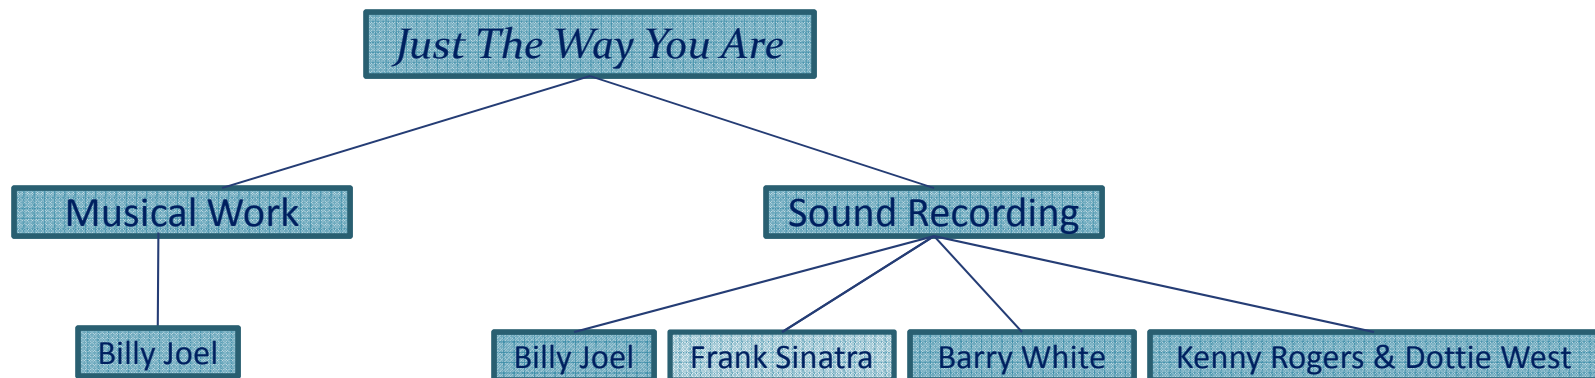 Just The Way You Are
Musical Work
Sound Recording
Billy Joel
Billy Joel
Frank Sinatra
Barry White
Kenny Rogers & Dottie West